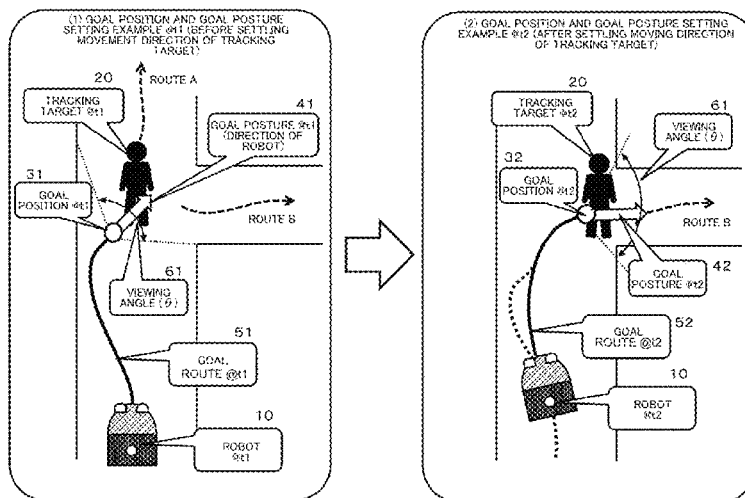 (1) GOAL POSITION AND GOAL POSTURE
SETTING EXAMPLE @t1 (BEFORE SETTLING
MOVEMENT DIRECTION OF TRACKING
TARGET)
20
ROUTE A
TRACKING
TARGET @t1
41
GOAL POSTURE @t1
(DIRECTION OF
ROBOT)
31
GOAL
POSITION @t1
ROUTE B
61
VIEWING
ANGLE (θ)
51
GOAL
ROUTE @t1
10
ROBOT
@t1
(2) GOAL POSITION AND GOAL POSTURE SETTING
EXAMPLE @t2 (AFTER SETTLING MOVING DIRECTION
OF TRACKING TARGET)
20
TRACKING
TARGET @t2
61
VIEWING
ANGLE (θ)
32
GOAL
POSITION @t2
ROUTE B
42
GOAL
POSTURE @t2
52
GOAL
ROUTE @t2
10
ROBOT
@t2